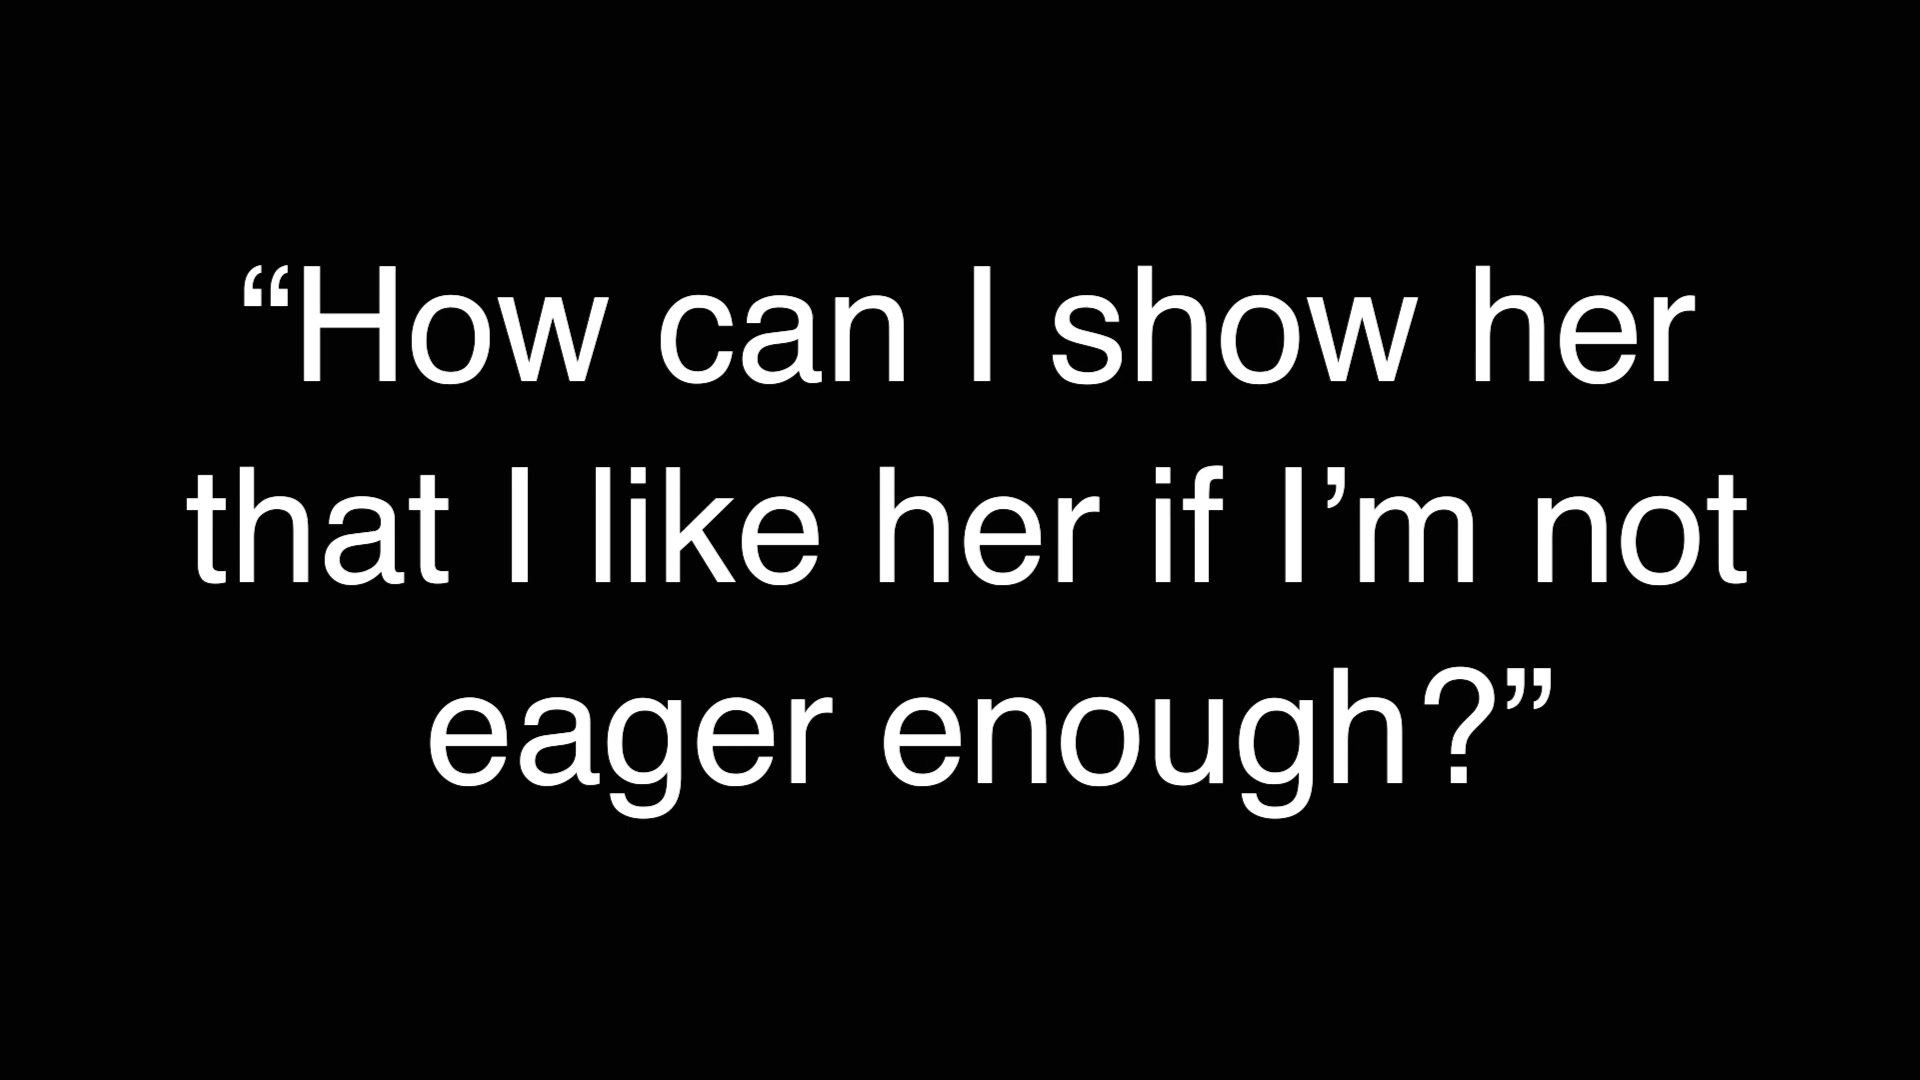 “How can I show her
that I like her if I’m not
eager enough?”